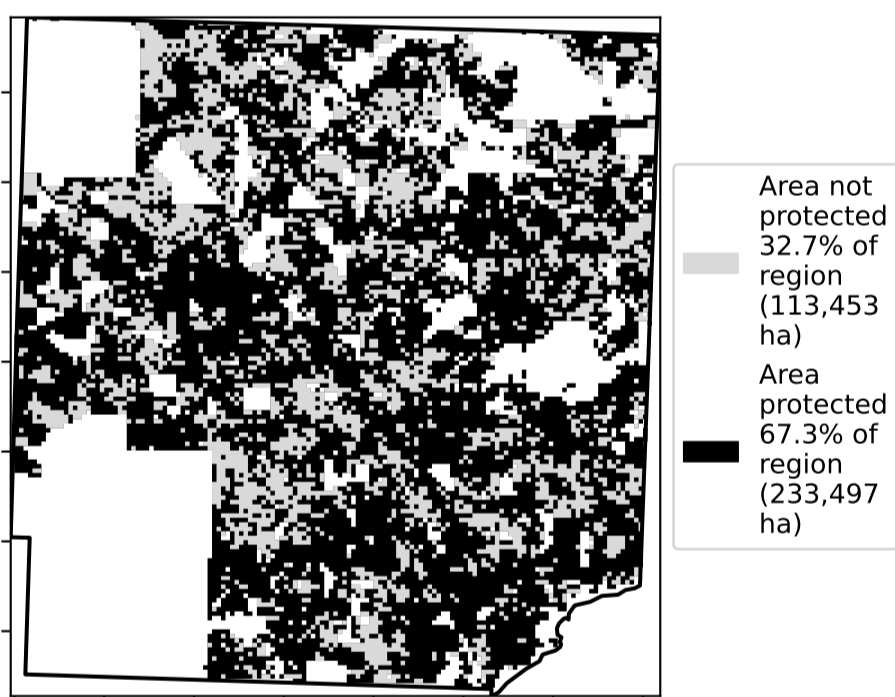 Area not
protected
32.7% of
region
(113,453
ha)
Area
protected
67.3% of
region
(233,497
ha)